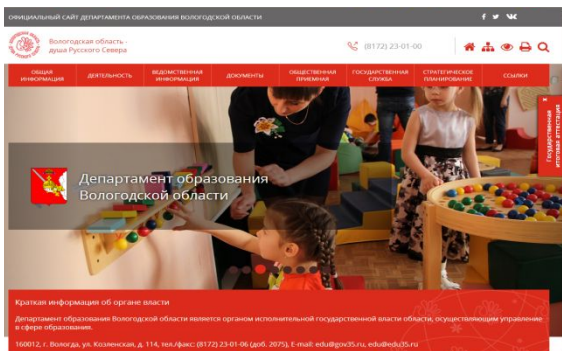 ОФИЦИАЛЬНЫЙ САЙТ ДЕПАРТАМЕНТА ОБРАЗОВАНИЯ ВОЛОГОДСКОЙ ОБЛАСТИ
Вологодская область -
душа Русского Севера
(8172) 23-01-00
ОБЩАЯ ИНФОРМАЦИЯ
ДЕЯТЕЛЬНОСТЬ
ВЕДОМСТВЕННАЯ ИНФОРМАЦИЯ
ДОКУМЕНТЫ
ОБЩЕСТВЕННАЯ ПРИЕМНАЯ
ГОСУДАРСТВЕННАЯ СЛУЖБА
СТРАТЕГИЧЕСКОЕ ПЛАНИРОВАНИЕ
ССЫЛКИ
Государственная
итоговая аттестация
Департамент образования
Вологодской области
Краткая информация об органе власти
Департамент образования Вологодской области является органом исполнительной государственной власти области, осуществляющим управление
в сфере образования.
160012, г. Вологда, ул. Козленская, д. 114, тел./факс: (8172) 23-01-06 (доб. 2075), E-mail: edu@gov35.ru, edu@edu35.ru